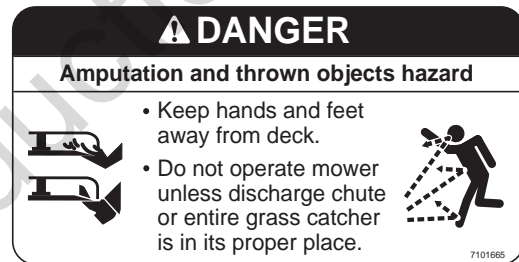 DANGER
Amputation and thrown objects hazard
• Keep hands and feet
away from deck.
• Do not operate mower
unless discharge chute
or entire grass catcher
is in its proper place.
7101665